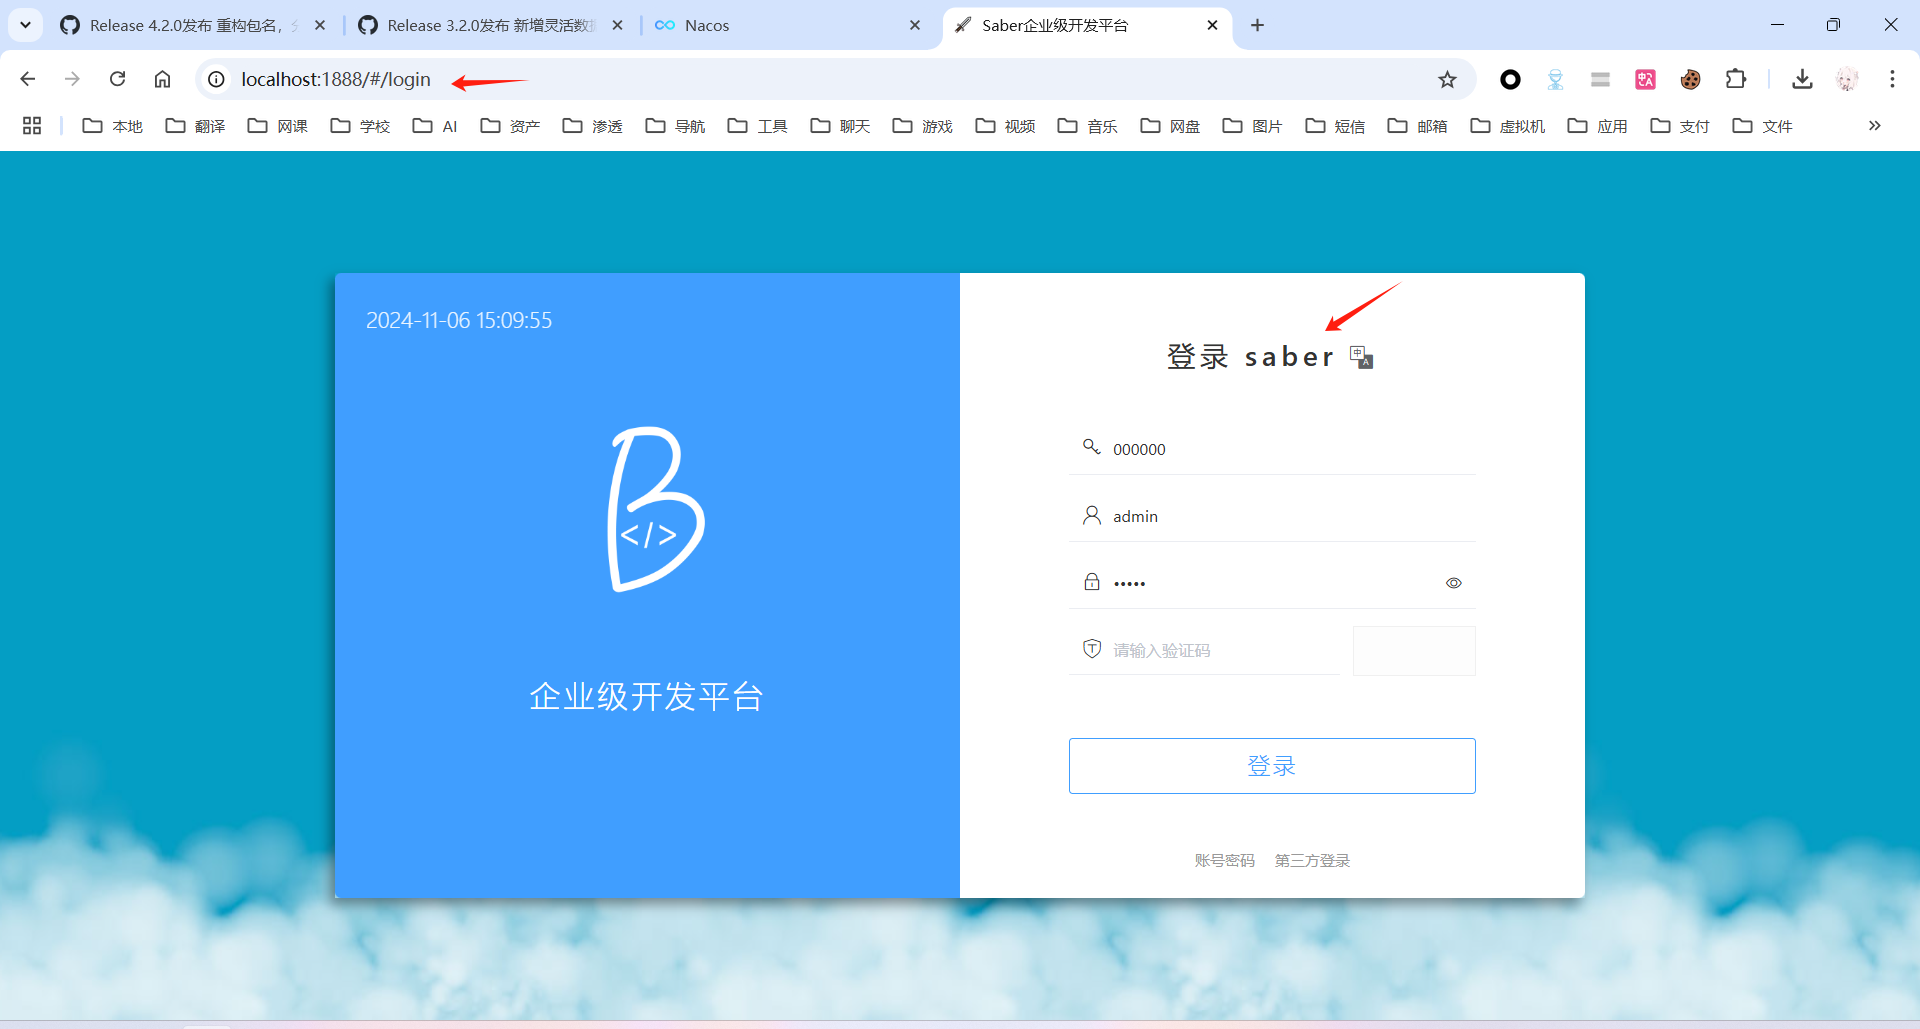 Release 4.2.0发布 重构包名，
Release 3.2.0发布 新增灵活数据
Nacos
Saber企业级开发平台
localhost:1888/#/login
本地
翻译
网课
学校
AI
资产
渗透
导航
工具
聊天
游戏
视频
音乐
网盘
图片
短信
邮箱
虚拟机
应用
支付
文件
2024-11-06 15:09:55
</>
企业级开发平台
登录 saber
000000
admin
•••••
请输入验证码
登录
账号密码 第三方登录